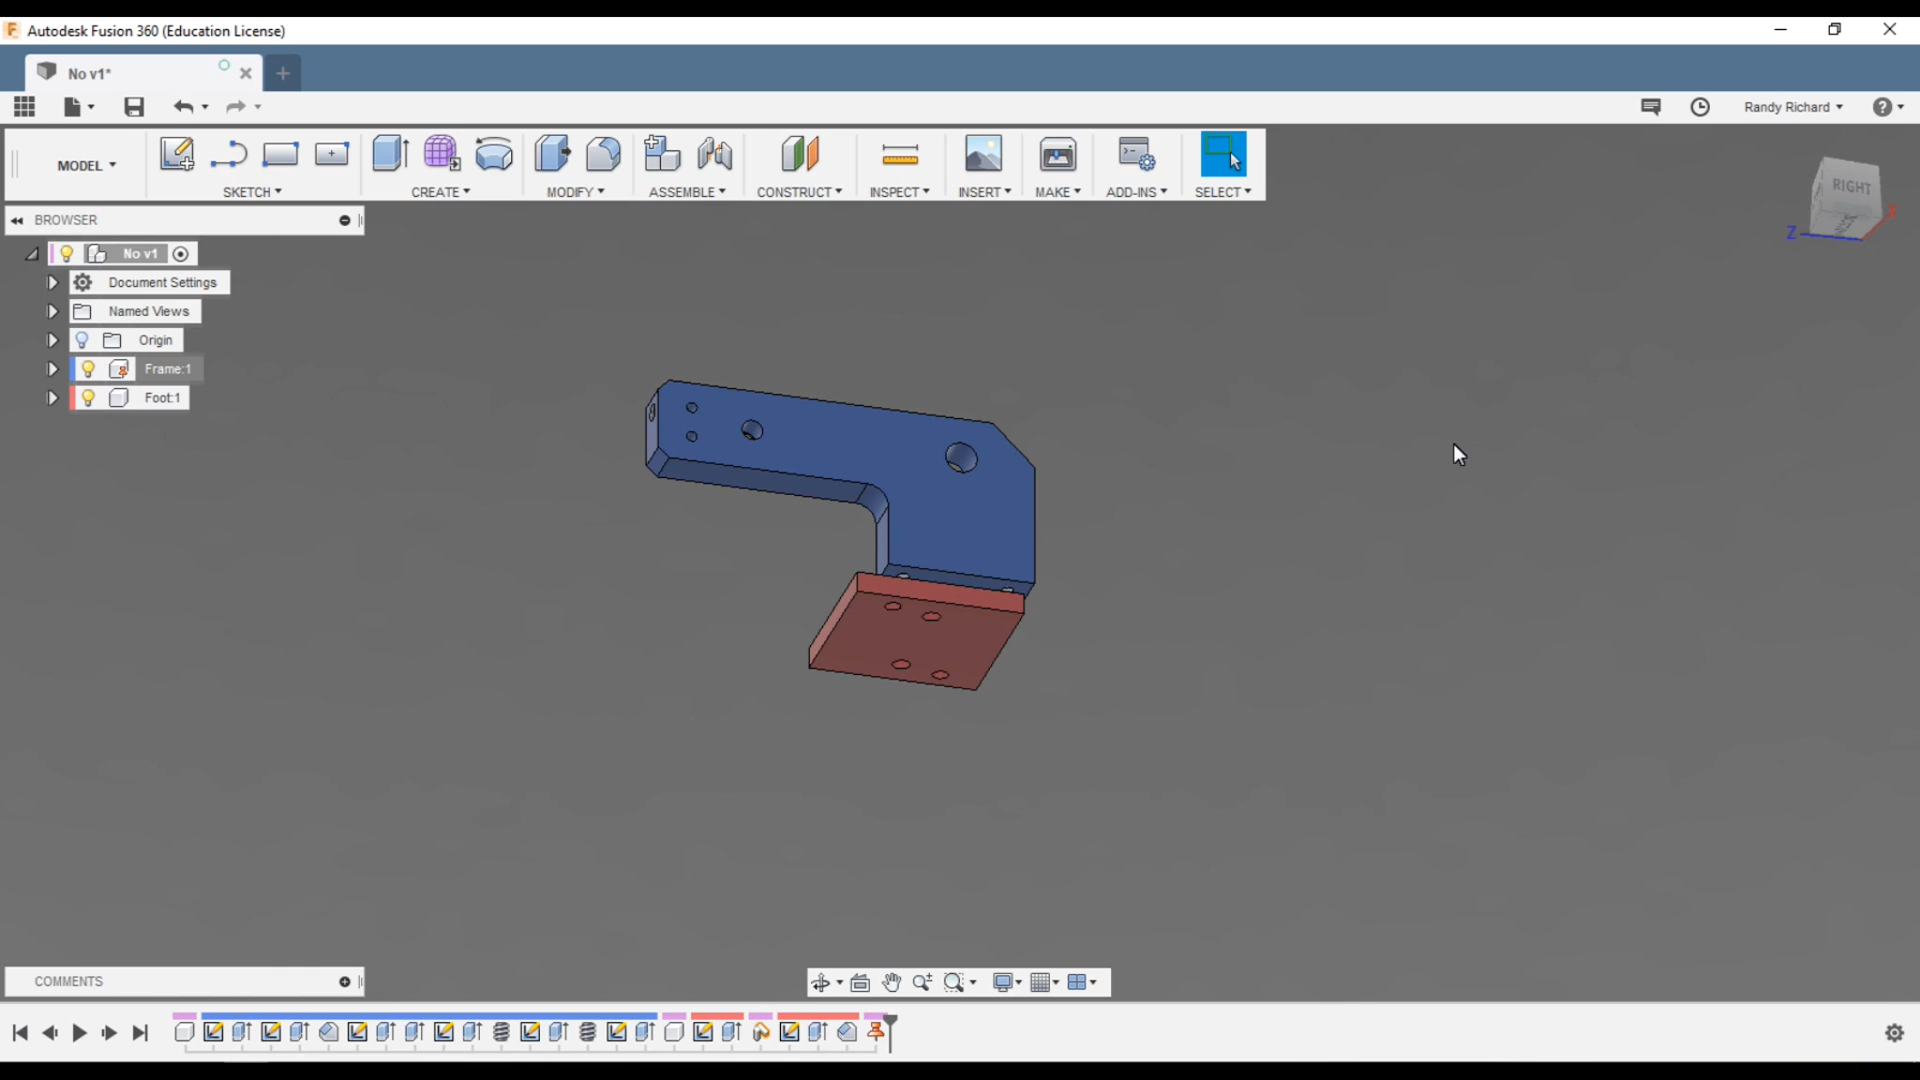 Autodesk Fusion 360 (Education License)
No v1*
Randy Richard
MODEL
SKETCH
CREATE
MODIFY
ASSEMBLE
CONSTRUCT
INSPECT
INSERT
MAKE
ADD-INS
SELECT
RIGHT
Z
X
BROWSER
No v1
Document Settings
Named Views
Origin
Frame:1
Foot:1
COMMENTS